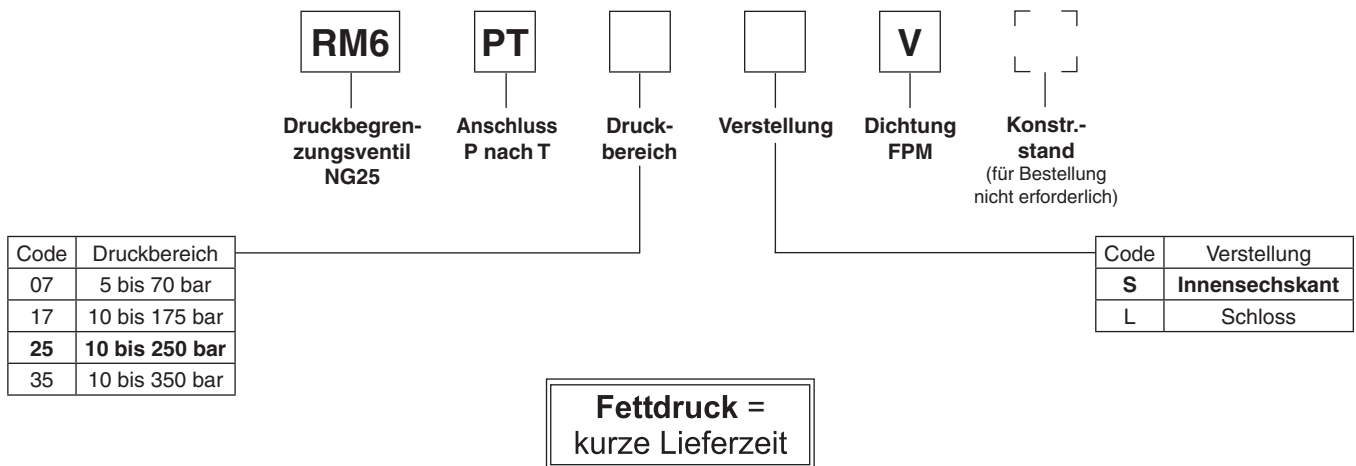 RM6 PT V
Druckbegren-
zungsventil
NG25
Anschluss
P nach T
Druck-
bereich
Verstellung
Dichtung
FPM
Konstr.-
stand
(für Bestellung
nicht erforderlich)
Code Druckbereich
07 5 bis 70 bar
17 10 bis 175 bar
25 10 bis 250 bar
35 10 bis 350 bar
Code Verstellung
S Innensechskant
L Schloss
Fettdruck =
kurze Lieferzeit